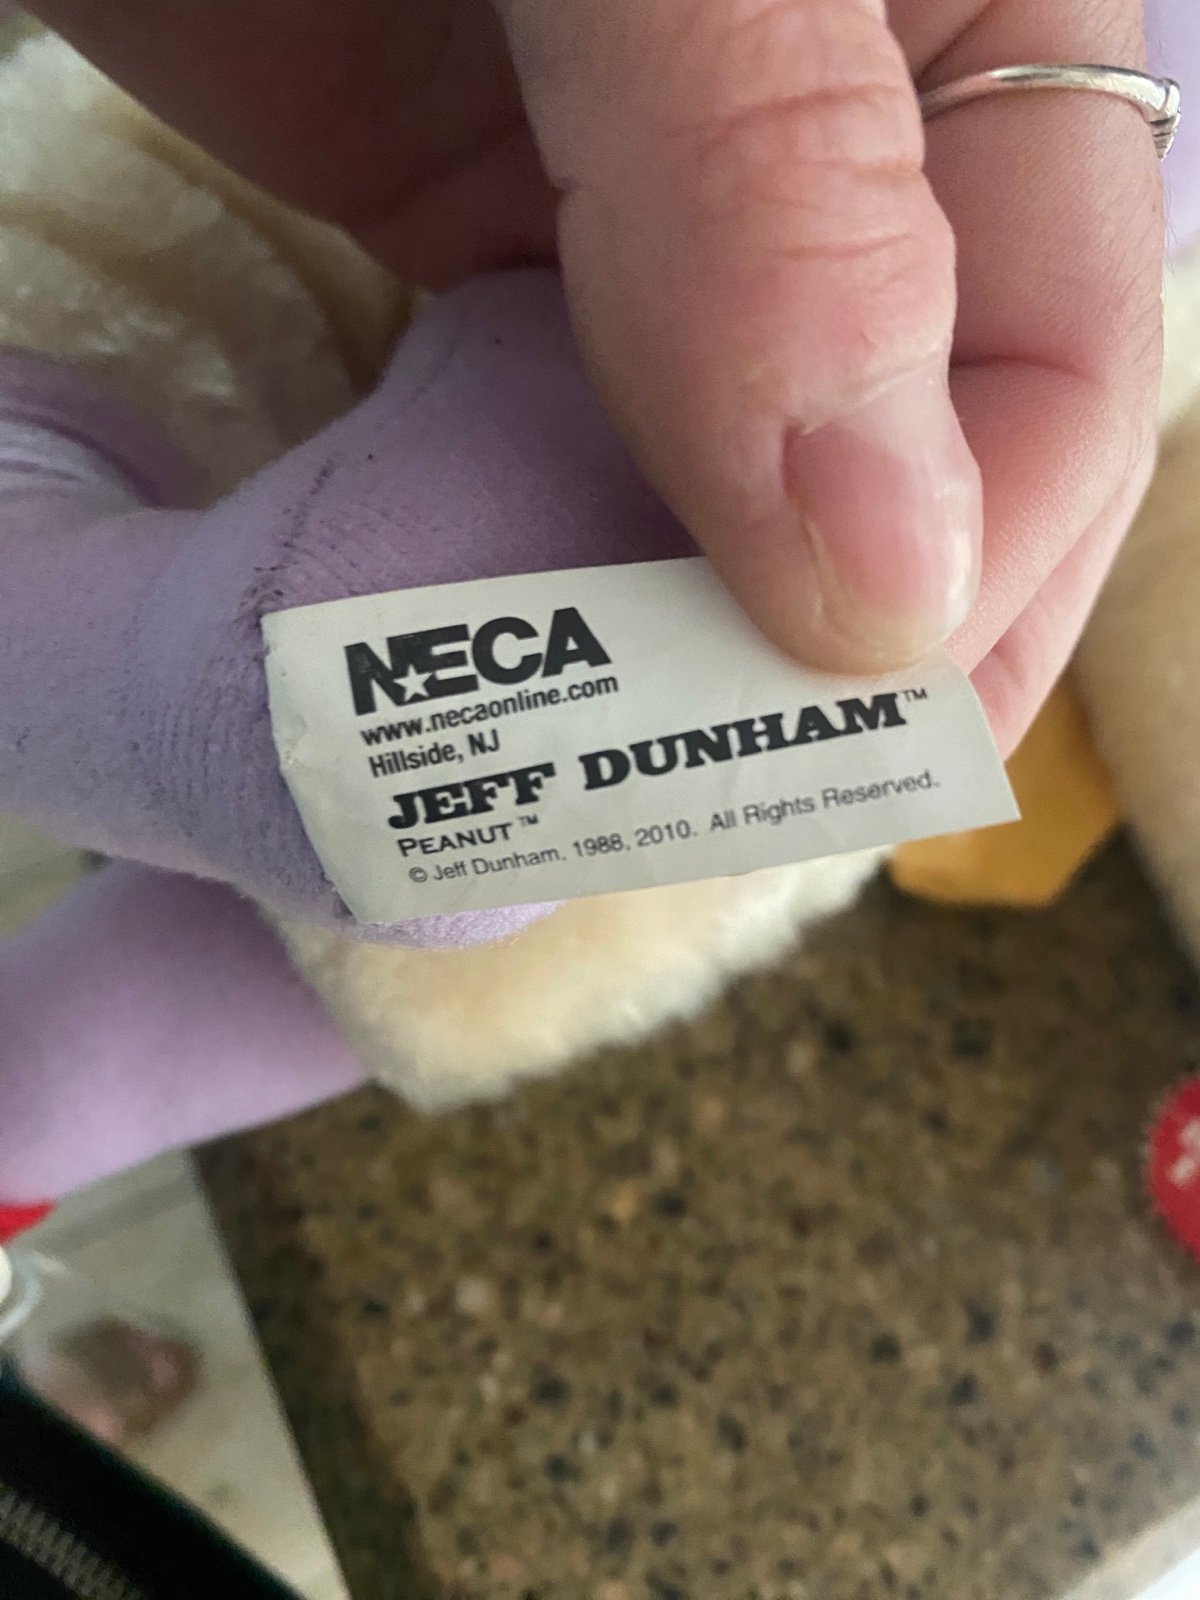 NECA
www.necaonline.com
Hillside, NJ
JEFF DUNHAM™
PEANUT™
© Jeff Dunham, 1988, 2010. All Rights Reserved.